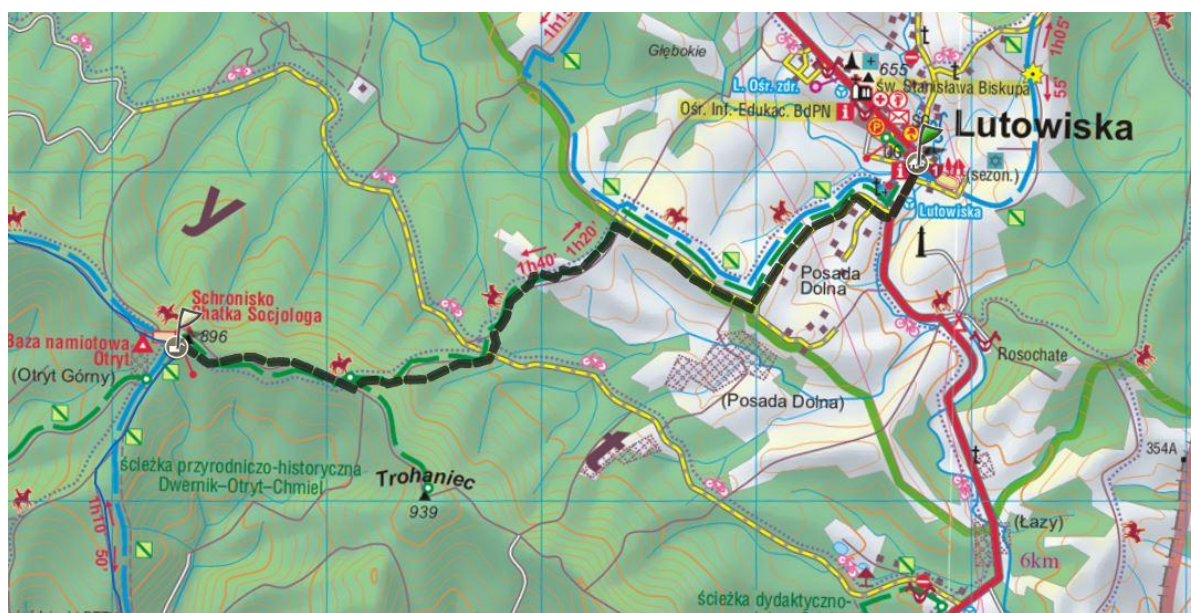 1h15'
Głębokie
655
1h05'
55'
św. Stanisława Biskupa
L. Ośr. zdr.
Ośr. Inf.-Edukac. BdPN
Lutowiska
(sezon.)
Lutowiska
y
1h20'
1h40'
Posada
Dolna
Schronisko
Chatka Socjologa
896
Baza namiotowa
Otryt
(Otryt Górny)
Rosochate
(Posada Dolna)
ścieżka przyrodniczo-historyczna
Dwernik–Otryt–Chmiel
Trohaniec
939
T
354A
1h10'
50'
(Łazy)
6km
ścieżka dydaktyczno-